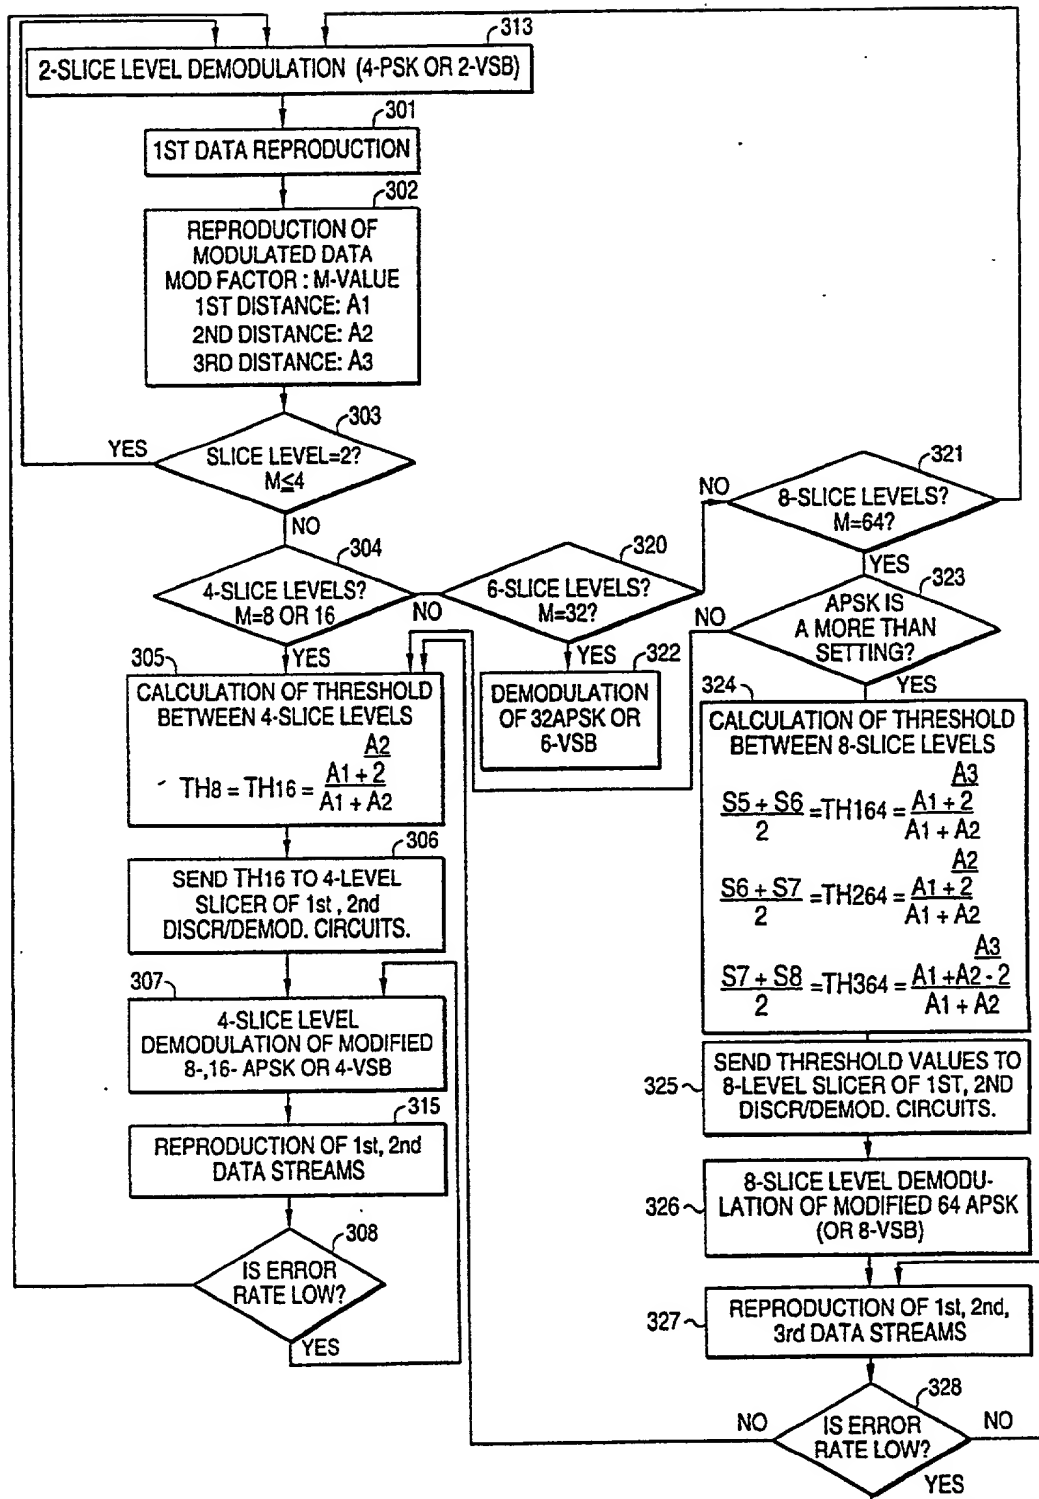 313
2-SLICE LEVEL DEMODULATION (4-PSK OR 2-VSB)
301
1ST DATA REPRODUCTION
302
REPRODUCTION OF
MODULATED DATA
MOD FACTOR : M-VALUE
1ST DISTANCE: A1
2ND DISTANCE: A2
3RD DISTANCE: A3
303
YES
SLICE LEVEL=2?
M≤4
NO
304
4-SLICE LEVELS?
M=8 OR 16
NO
YES
320
6-SLICE LEVELS?
M=32?
NO
YES
321
8-SLICE LEVELS?
M=64?
YES
323
APSK IS
A MORE THAN
SETTING?
NO
YES
305
CALCULATION OF THRESHOLD
BETWEEN 4-SLICE LEVELS
A2
TH8 = TH16 = A1 + 2
A1 + A2
322
DEMODULATION
OF 32APSK OR
6-VSB
324
CALCULATION OF THRESHOLD
BETWEEN 8-SLICE LEVELS
A3
S5 + S6 A1 + 2
=TH164 =
2 A1 + A2
A2
S6 + S7 A1 + 2
=TH264 =
2 A1 + A2
A3
S7 + S8 A1 +A2 - 2
=TH364 =
2 A1 + A2
306
SEND TH16 TO 4-LEVEL
SLICER OF 1st, 2nd
DISCR/DEMOD. CIRCUITS.
307
4-SLICE LEVEL
DEMODULATION OF MODIFIED
8-,16- APSK OR 4-VSB
315
REPRODUCTION OF 1st, 2nd
DATA STREAMS
308
IS ERROR
RATE LOW?
YES
325
SEND THRESHOLD VALUES TO
8-LEVEL SLICER OF 1ST, 2ND
DISCR/DEMOD. CIRCUITS.
326
8-SLICE LEVEL DEMODU-
LATION OF MODIFIED 64 APSK
(OR 8-VSB)
327
REPRODUCTION OF 1st, 2nd,
3rd DATA STREAMS
328
NO
IS ERROR
RATE LOW?
NO
YES